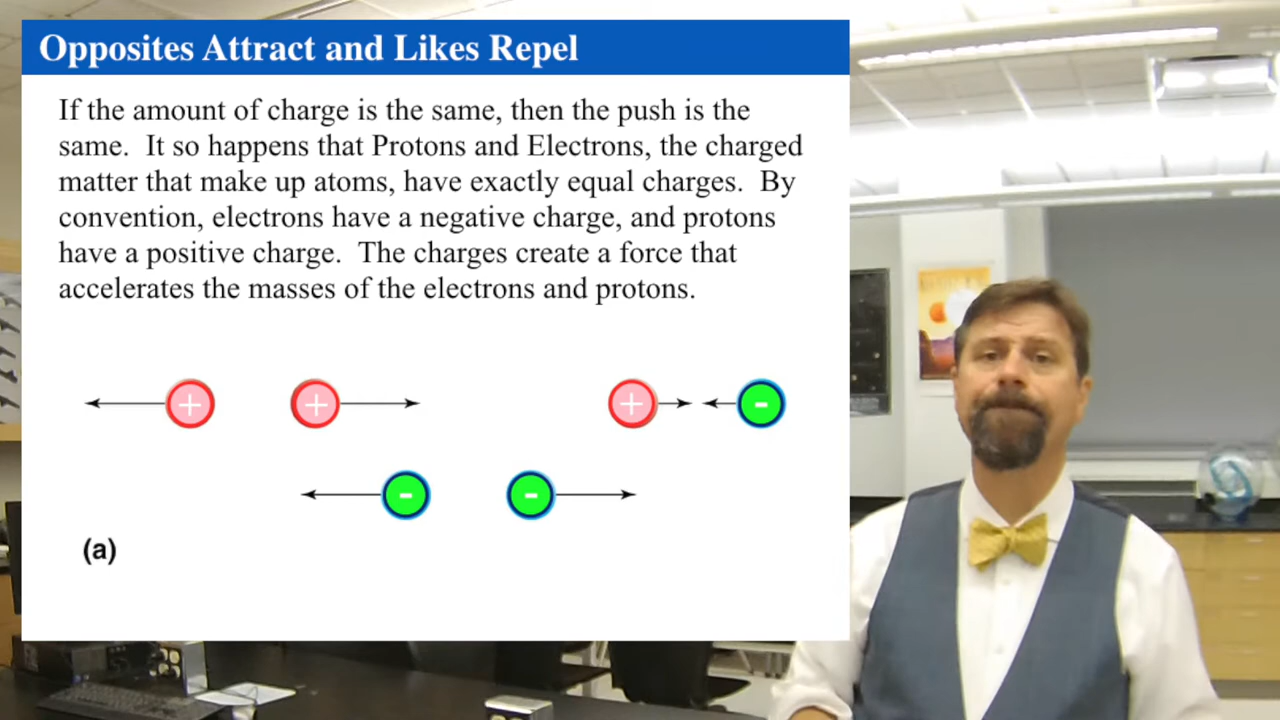 Opposites Attract and Likes Repel
If the amount of charge is the same, then the push is the
same. It so happens that Protons and Electrons, the charged
matter that make up atoms, have exactly equal charges. By
convention, electrons have a negative charge, and protons
have a positive charge. The charges create a force that
accelerates the masses of the electrons and protons.
+ + + -
- -
(a)